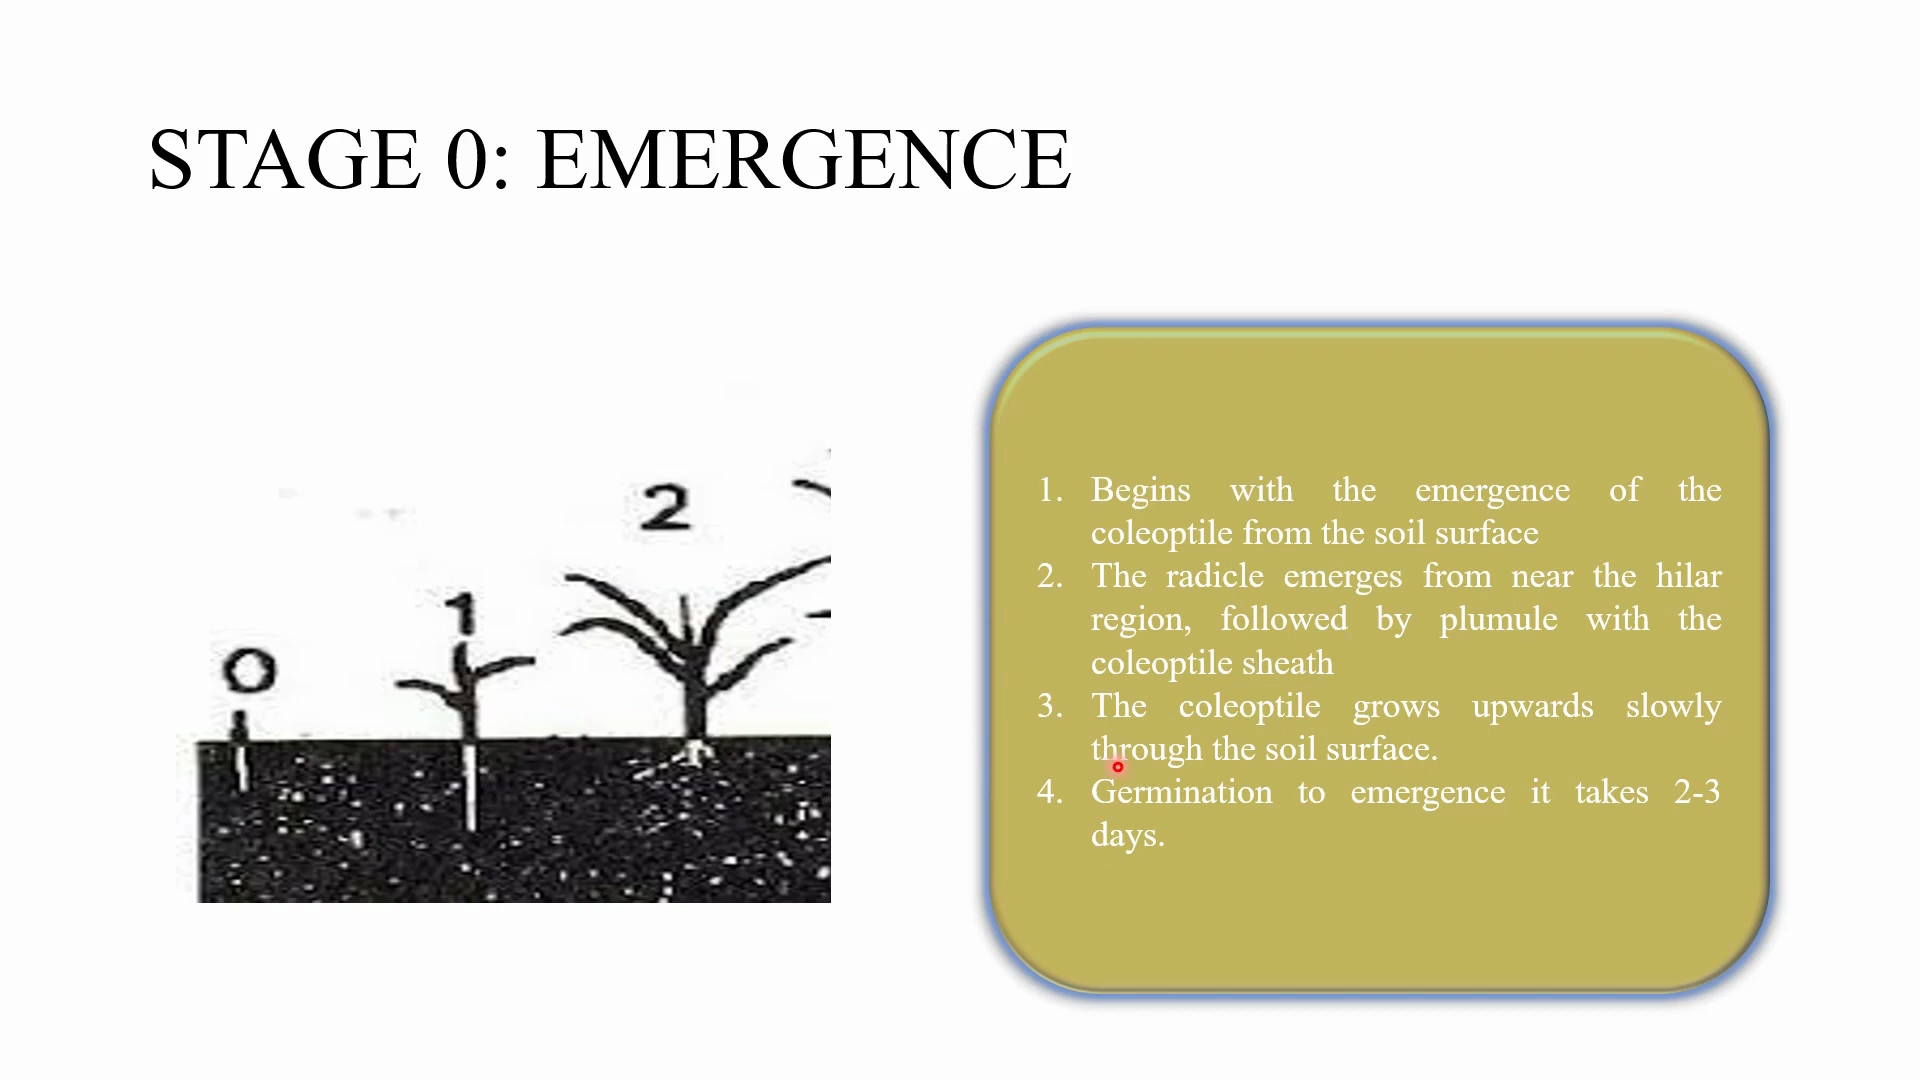 STAGE 0: EMERGENCE
0
1
2
1. Begins with the emergence of the
coleoptile from the soil surface
2. The radicle emerges from near the hilar
region, followed by plumule with the
coleoptile sheath
3. The coleoptile grows upwards slowly
through the soil surface.
4. Germination to emergence it takes 2-3
days.